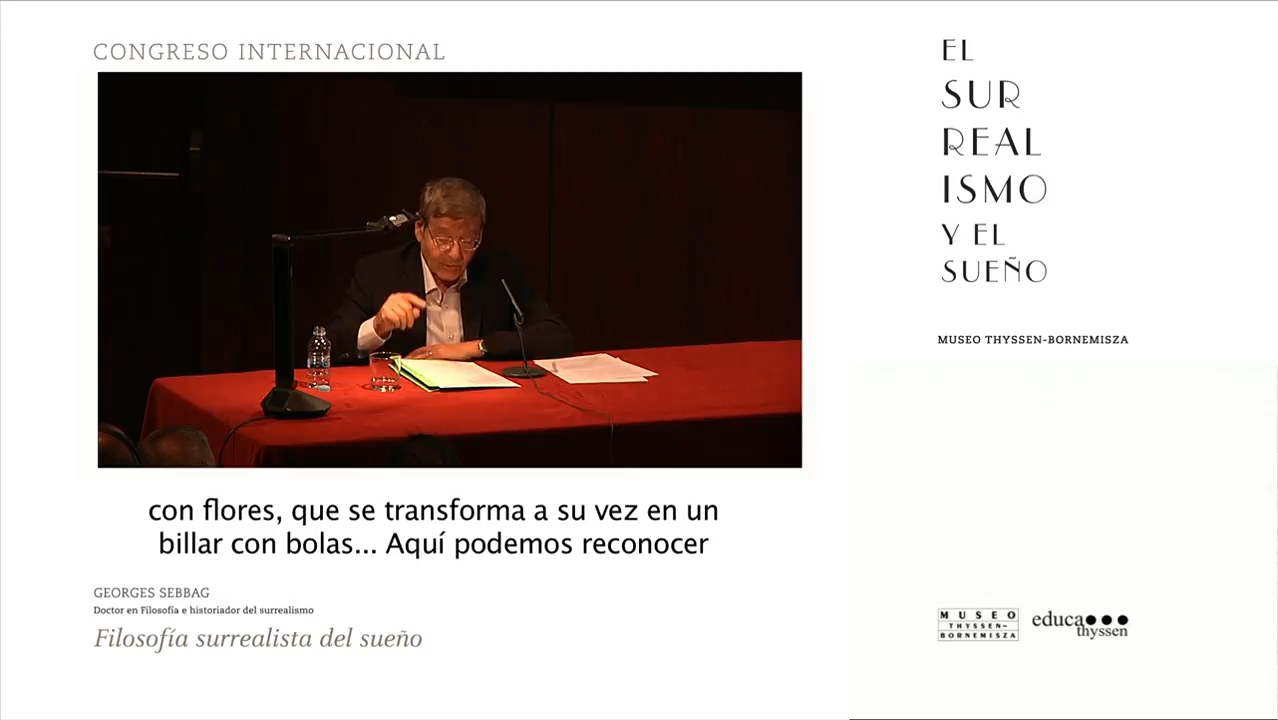 CONGRESO INTERNACIONAL
EL
SUR
REAL
ISMO
Y EL
SUEÑO
MUSEO THYSSEN-BORNEMISZA
con flores, que se transforma a su vez en un
billar con bolas... Aquí podemos reconocer
GEORGES SEBBAG
Doctor en Filosofía e historiador del surrealismo
Filosofía surrealista del sueño
MUSEO
THYSSEN-
BORNEMISZA
educa
thyssen